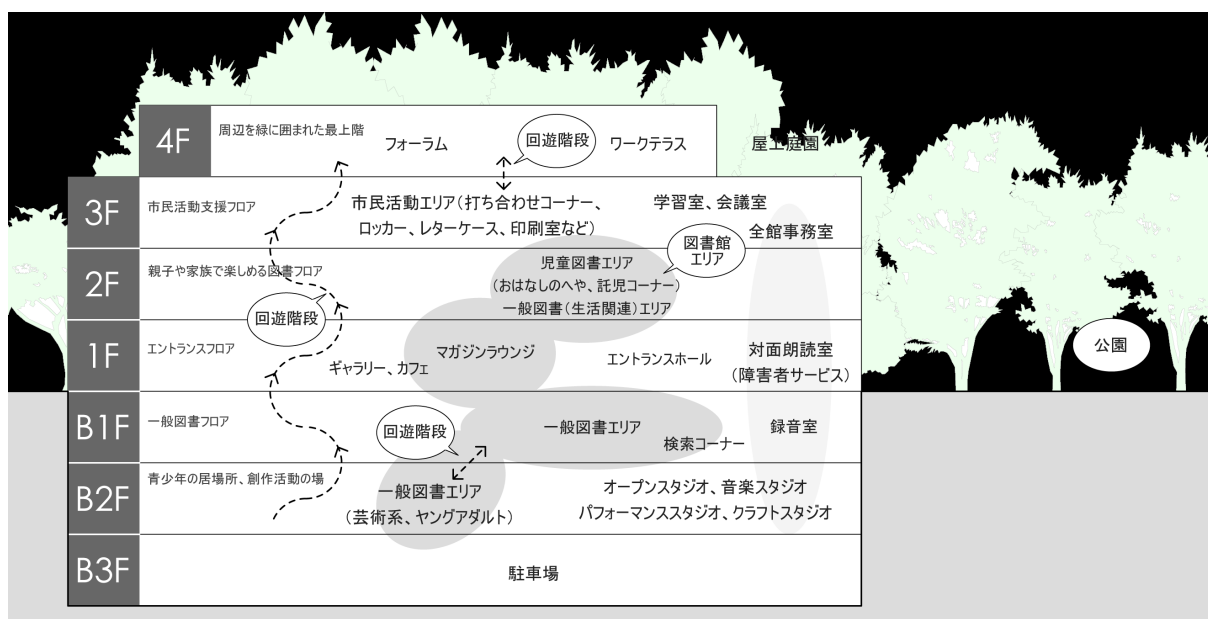 4F
周辺を緑に囲まれた最上階
フォーラム
回遊階段
ワークテラス
屋上庭園
3F
市民活動支援フロア
市民活動エリア(打ち合わせコーナー、
ロッカー、レターケース、印刷室など)
学習室、会議室
全館事務室
2F
親子や家族で楽しめる図書フロア
児童図書エリア
(おはなしのへや、託児コーナー)
一般図書(生活関連)エリア
図書館
エリア
回遊階段
1F
エントランスフロア
ギャラリー、カフェ
マガジンラウンジ
エントランスホール
対面朗読室
(障害者サービス)
公園
B1F
一般図書フロア
回遊階段
一般図書エリア
検索コーナー
録音室
B2F
青少年の居場所、創作活動の場
一般図書エリア
(芸術系、ヤングアダルト)
オープンスタジオ、音楽スタジオ
パフォーマンススタジオ、クラフトスタジオ
B3F
駐車場